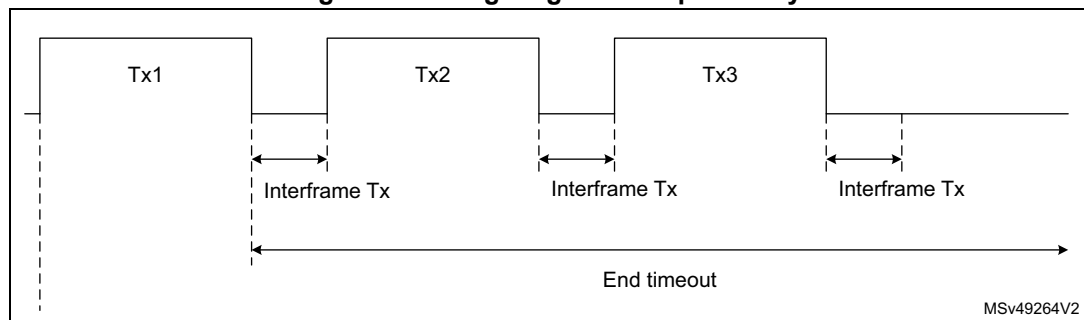 Tx1
Tx2
Tx3
Interframe Tx
Interframe Tx
Interframe Tx
End timeout
MSv49264V2